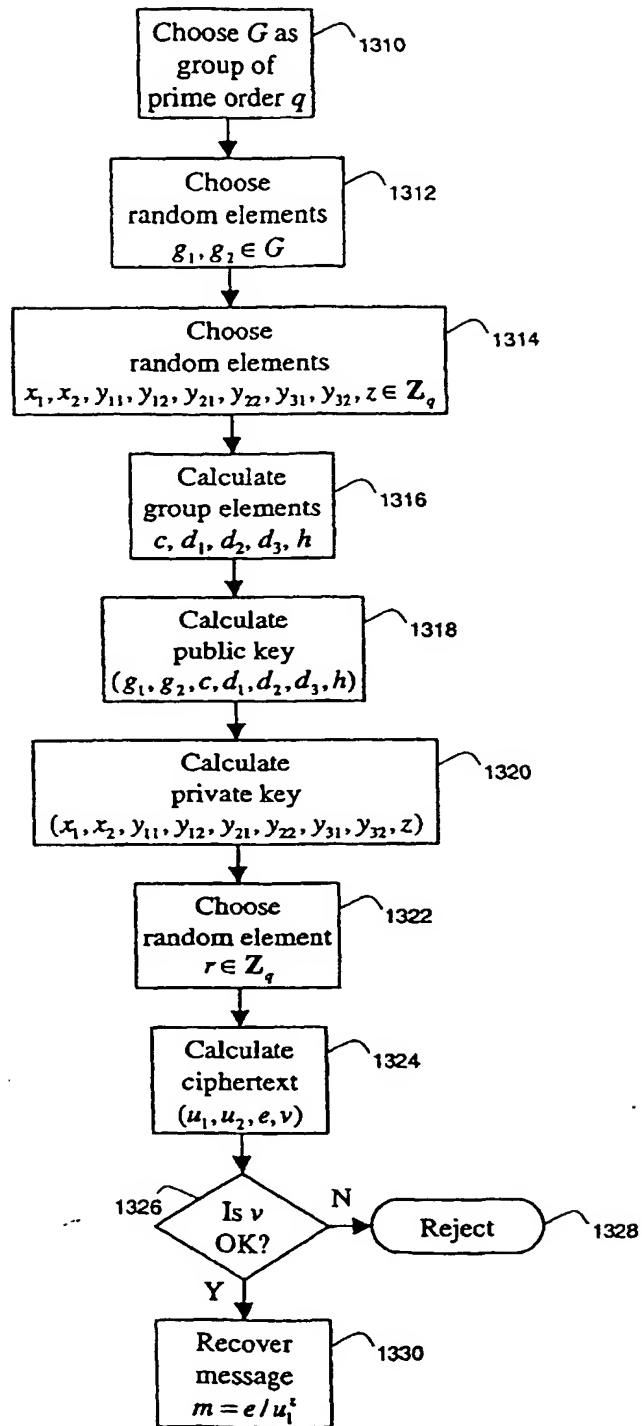 Choose G as
group of
prime order q
1310
Choose
random elements
g₁, g₂ ∈ G
1312
Choose
random elements
x₁, x₂, y₁₁, y₁₂, y₂₁, y₂₂, y₃₁, y₃₂, z ∈ Z_q
1314
Calculate
group elements
c, d₁, d₂, d₃, h
1316
Calculate
public key
(g₁, g₂, c, d₁, d₂, d₃, h)
1318
Calculate
private key
(x₁, x₂, y₁₁, y₁₂, y₂₁, y₂₂, y₃₁, y₃₂, z)
1320
Choose
random element
r ∈ Z_q
1322
Calculate
ciphertext
(u₁, u₂, e, v)
1324
1326
Is v
OK?
N
Reject
1328
Y
Recover
message
m = e / u₁ᶻ
1330